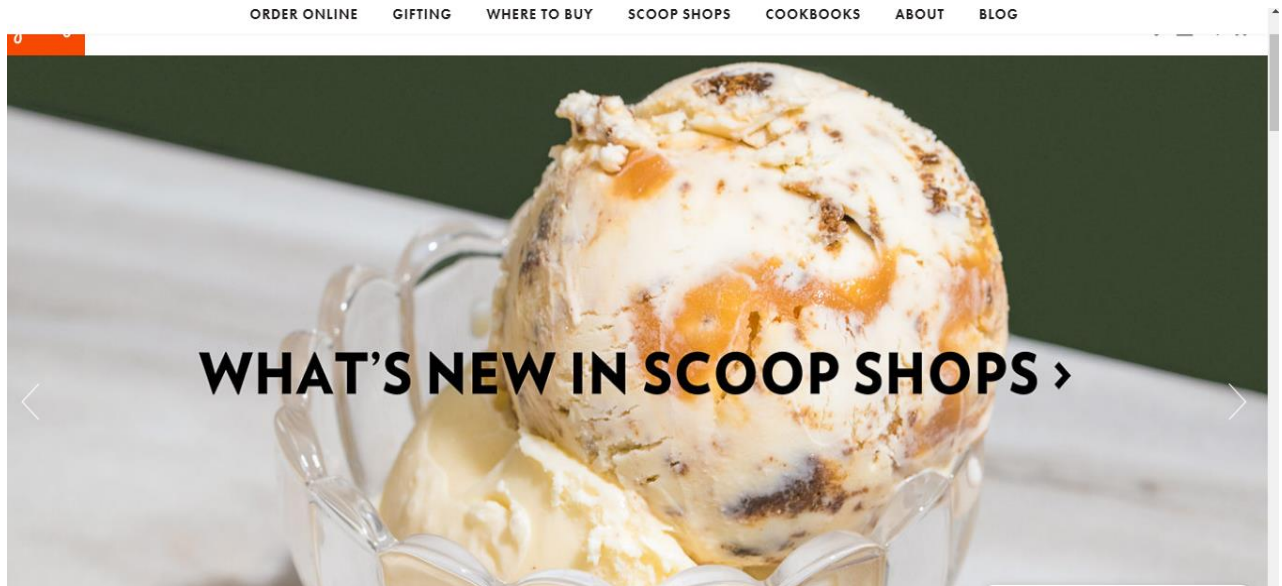 ORDER ONLINE GIFTING WHERE TO BUY SCOOP SHOPS COOKBOOKS ABOUT BLOG
WHAT’S NEW IN SCOOP SHOPS ›